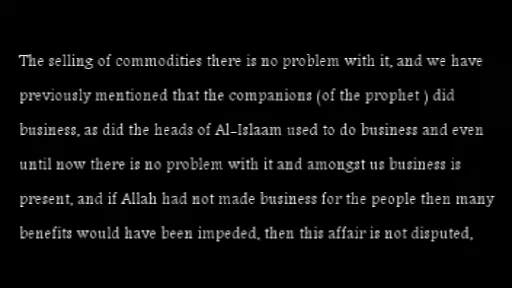 The selling of commodities there is no problem with it, and we have
previously mentioned that the companions (of the prophet ) did
business, as did the heads of Al-Islaam used to do business and even
until now there is no problem with it and amongst us business is
present, and if Allah had not made business for the people then many
benefits would have been impeded, then this affair is not disputed,